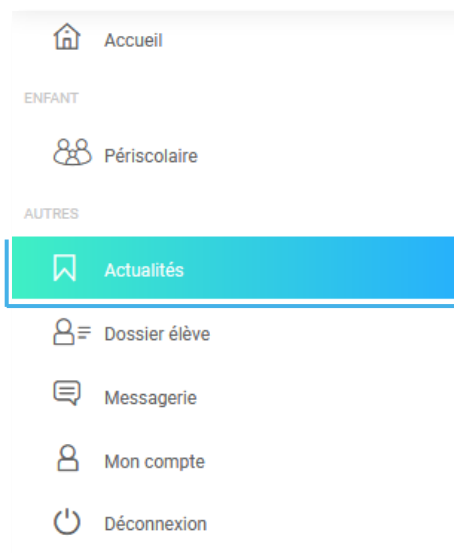 Accueil
ENFANT
Périscolaire
AUTRES
Actualités
Dossier élève
Messagerie
Mon compte
Déconnexion